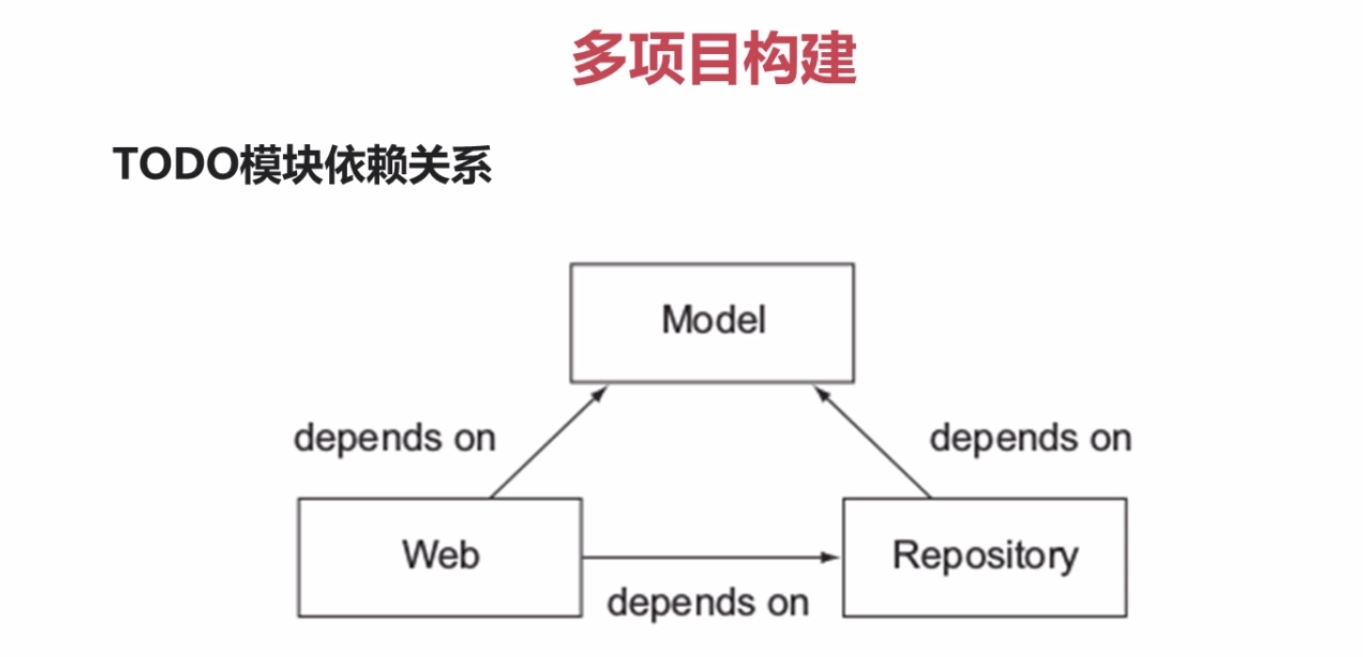 多项目构建
TODO模块依赖关系
Model
depends on
depends on
Web
Repository
depends on